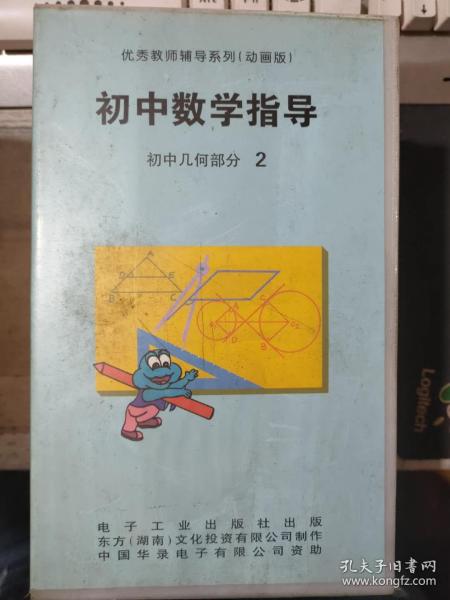 优秀教师辅导系列(动画版)
初中数学指导
初中几何部分 2
A
D E
B C
A C
O1 O2
D B
电子工业出版社出版
东方(湖南)文化投资有限公司制作
中国华录电子有限公司资助
Logitech
孔夫子旧书网